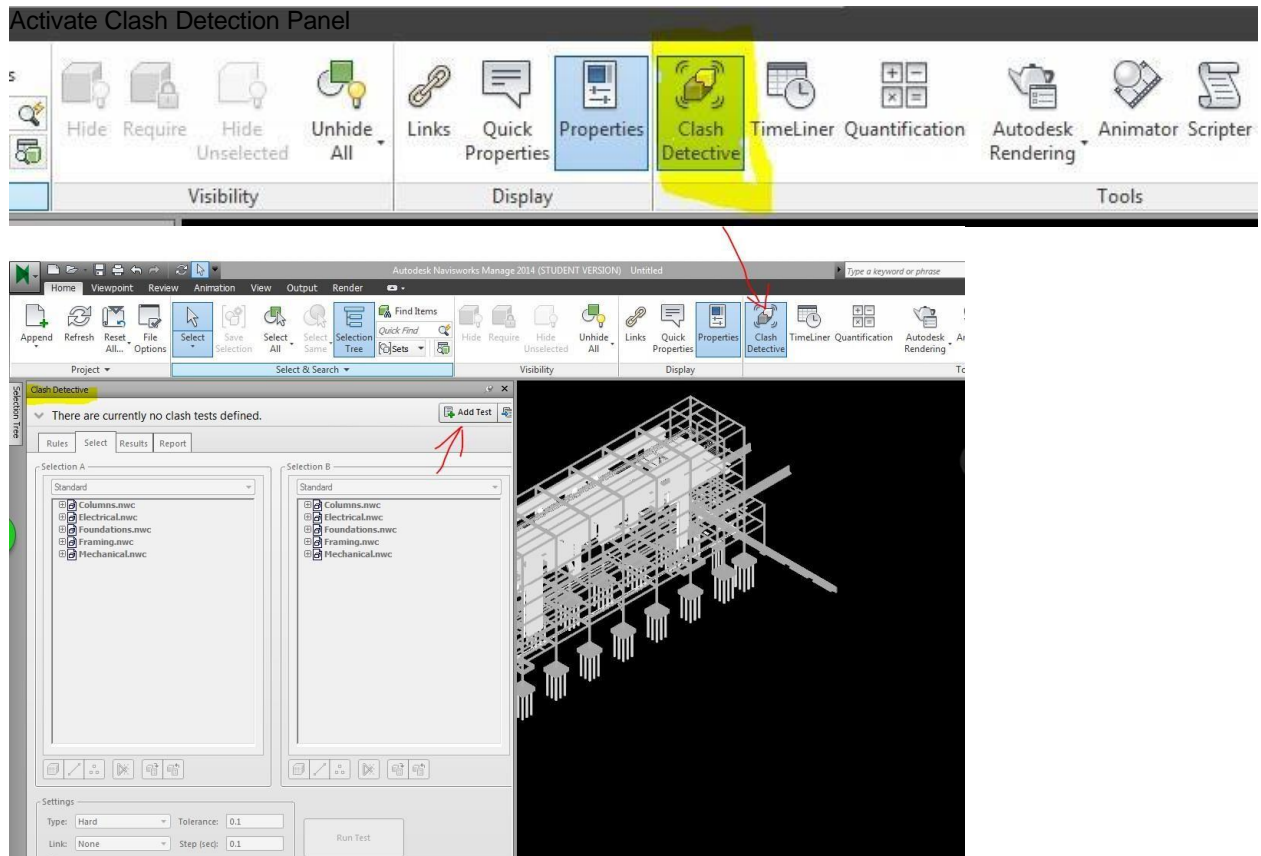 Activate Clash Detection Panel
s
Hide Require Hide Unselected Unhide All Links Quick Properties Properties Clash Detective TimeLiner Quantification Autodesk Rendering Animator Scripter
Visibility Display Tools
Autodesk Navisworks Manage 2014 (STUDENT VERSION) Untitled
Type a keyword or phrase
Home Viewpoint Review Animation View Output Render
Append Refresh Reset All... File Options Select Save Selection Select All Select Same Selection Tree
Find Items
Quick Find
Sets
Hide Require Hide Unselected Unhide All Links Quick Properties Properties Clash Detective TimeLiner Quantification Autodesk Rendering
Project Select & Search Visibility Display
Selection Tree
Clash Detective
There are currently no clash tests defined. Add Test
Rules Select Results Report
Selection A Selection B
Standard Standard
Columns.nwc Columns.nwc
Electrical.nwc Electrical.nwc
Foundations.nwc Foundations.nwc
Framing.nwc Framing.nwc
Mechanical.nwc Mechanical.nwc
Settings
Type: Hard Tolerance: 0.1
Run Test
Link: None Step (sec): 0.1